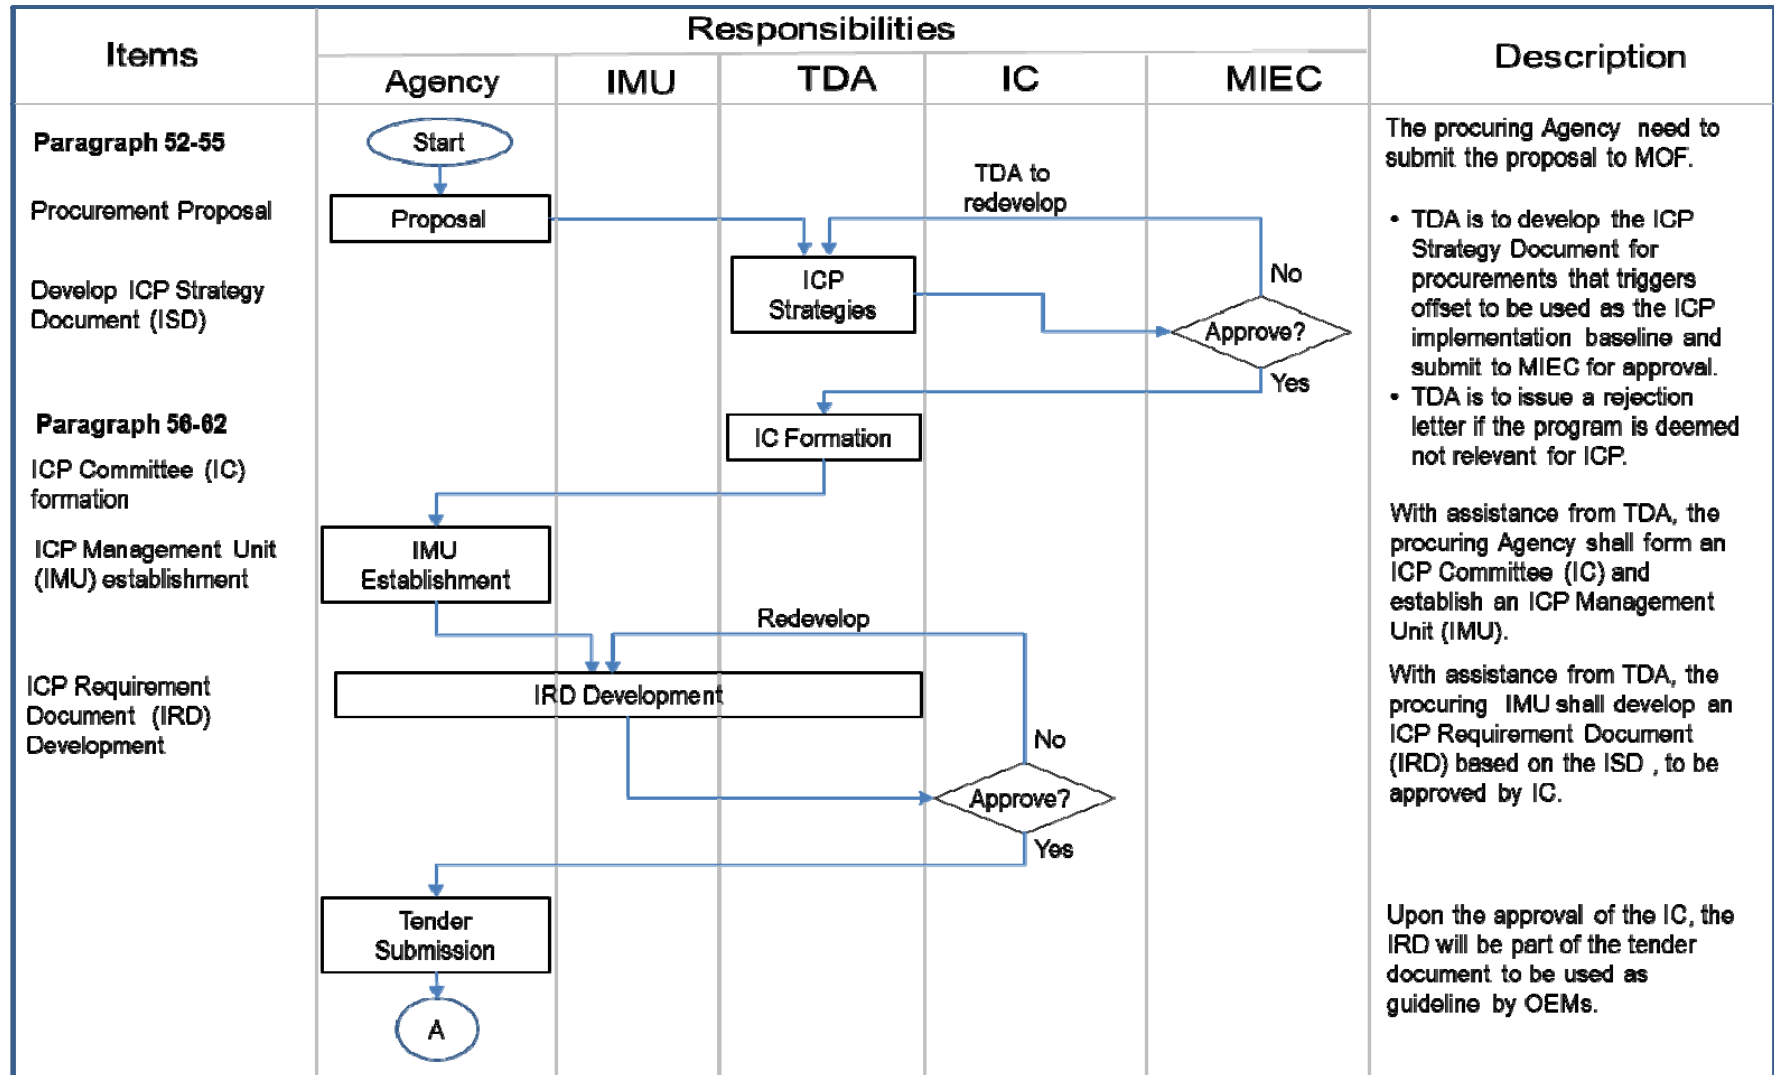 Items
Responsibilities
Description
Agency
IMU
TDA
IC
MIEC
Paragraph 52-55
Procurement Proposal
Develop ICP Strategy
Document (ISD)
Paragraph 56-62
ICP Committee (IC)
formation
ICP Management Unit
(IMU) establishment
ICP Requirement
Document (IRD)
Development
Start
Proposal
TDA to
redevelop
ICP
Strategies
No
Approve?
Yes
IC Formation
IMU
Establishment
Redevelop
IRD Development
No
Approve?
Yes
Tender
Submission
A
The procuring Agency need to
submit the proposal to MOF.
• TDA is to develop the ICP
Strategy Document for
procurements that triggers
offset to be used as the ICP
implementation baseline and
submit to MIEC for approval.
• TDA is to issue a rejection
letter if the program is deemed
not relevant for ICP.
With assistance from TDA, the
procuring Agency shall form an
ICP Committee (IC) and
establish an ICP Management
Unit (IMU).
With assistance from TDA, the
procuring IMU shall develop an
ICP Requirement Document
(IRD) based on the ISD , to be
approved by IC.
Upon the approval of the IC, the
IRD will be part of the tender
document to be used as
guideline by OEMs.